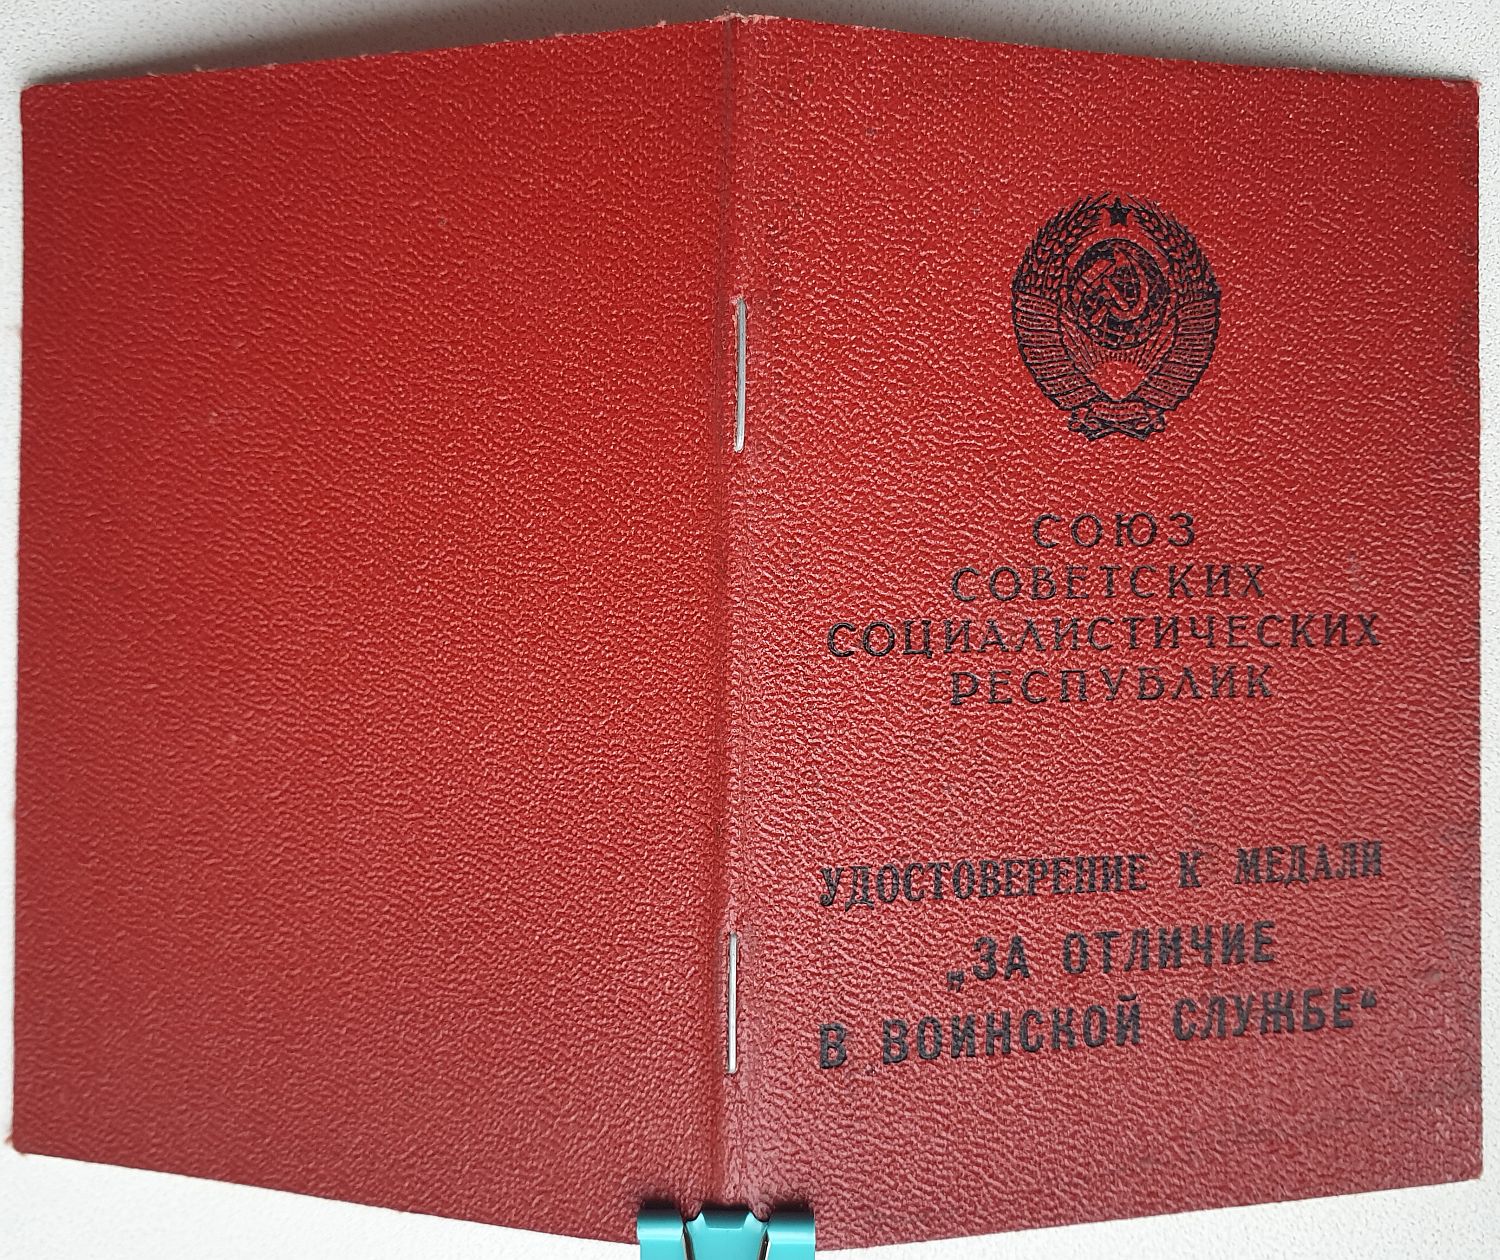 СОЮЗ
СОВЕТСКИХ
СОЦИАЛИСТИЧЕСКИХ
РЕСПУБЛИК
УДОСТОВЕРЕНИЕ К МЕДАЛИ
„ЗА ОТЛИЧИЕ
В ВОИНСКОЙ СЛУЖБЕ“